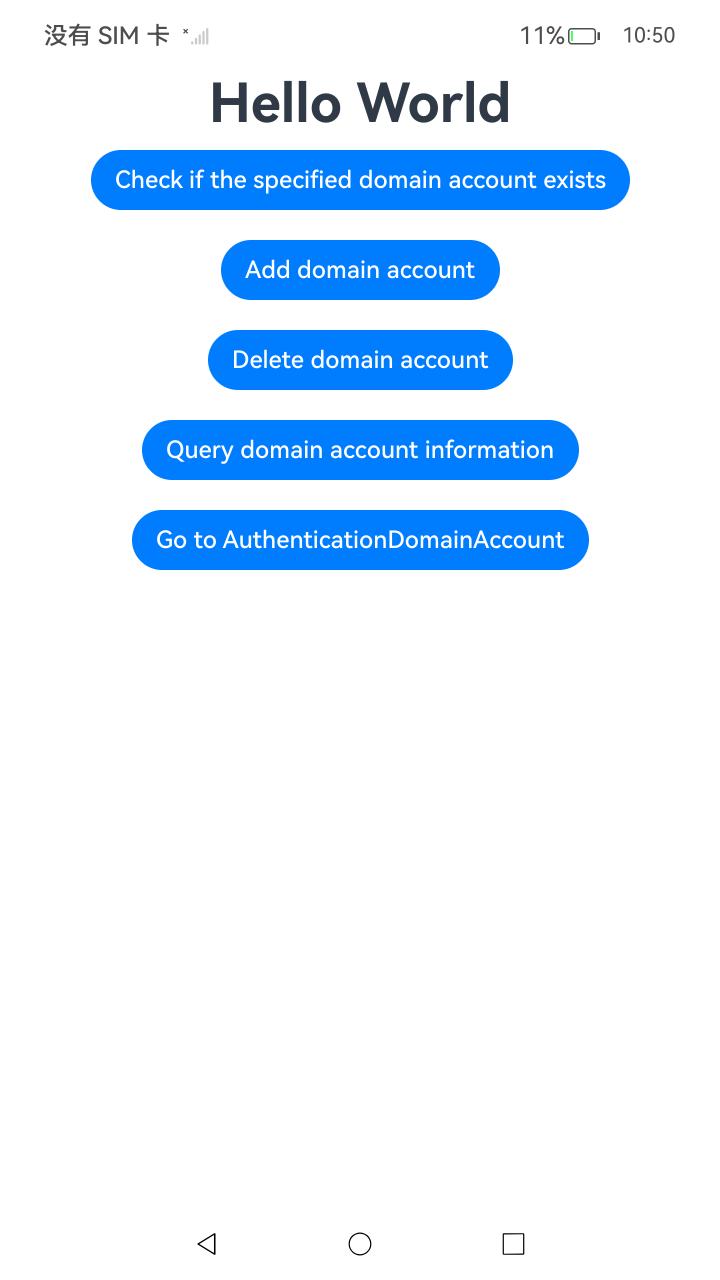 没有 SIM 卡 11% 10:50
Hello World
Check if the specified domain account exists
Add domain account
Delete domain account
Query domain account information
Go to AuthenticationDomainAccount